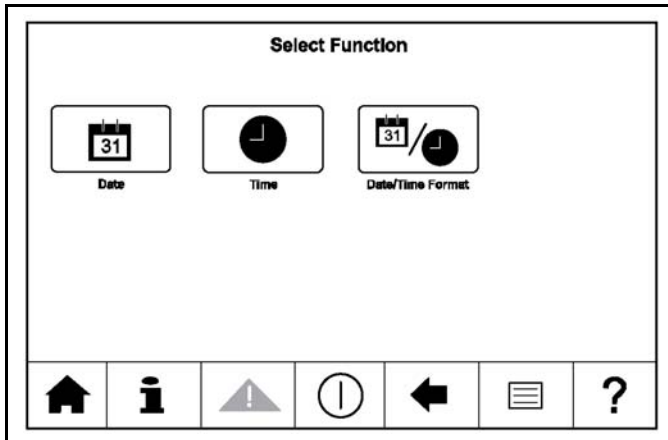 Select Function
31
31
Date
Time
Date/Time Format
i
?